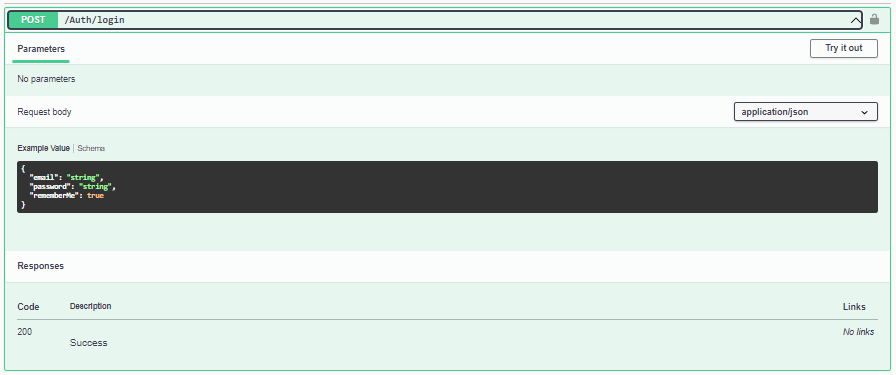 POST /Auth/login
Parameters Try it out
No parameters
Request body application/json
Example Value | Schema
{
  "email": "string",
  "password": "string",
  "rememberMe": true
}
Responses
Code Description Links
200 Success No links